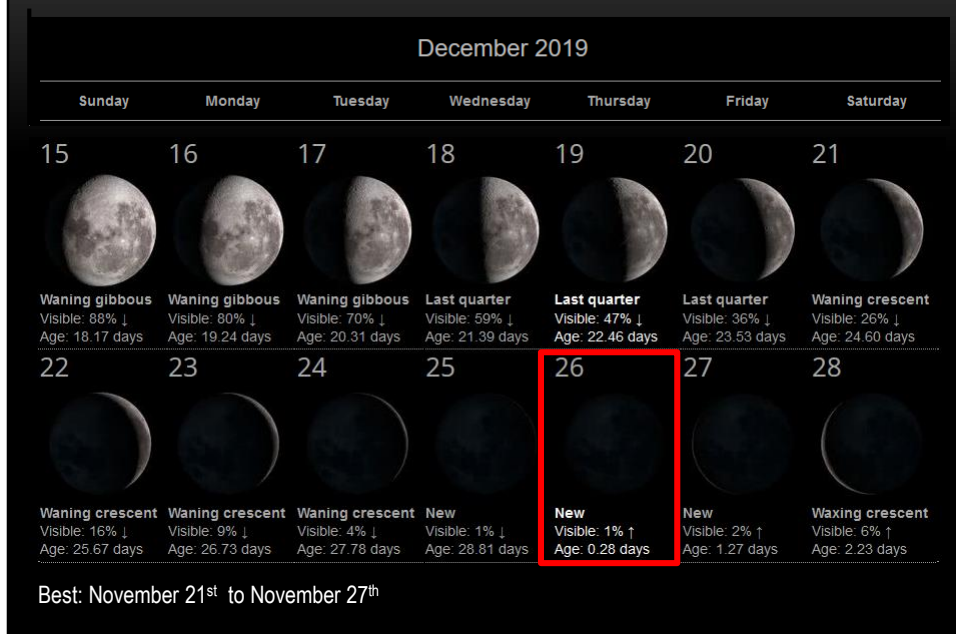 December 2019
Sunday Monday Tuesday Wednesday Thursday Friday Saturday
15 16 17 18 19 20 21
Waning gibbous Waning gibbous Waning gibbous Last quarter Last quarter Last quarter Waning crescent
Visible: 88% ↓ Visible: 80% ↓ Visible: 70% ↓ Visible: 59% ↓ Visible: 47% ↓ Visible: 36% ↓ Visible: 26% ↓
Age: 18.17 days Age: 19.24 days Age: 20.31 days Age: 21.39 days Age: 22.46 days Age: 23.53 days Age: 24.60 days
22 23 24 25 26 27 28
Waning crescent Waning crescent Waning crescent New New New Waxing crescent
Visible: 16% ↓ Visible: 9% ↓ Visible: 4% ↓ Visible: 1% ↓ Visible: 1% ↑ Visible: 2% ↑ Visible: 6% ↑
Age: 25.67 days Age: 26.73 days Age: 27.78 days Age: 28.81 days Age: 0.28 days Age: 1.27 days Age: 2.23 days
Best: November 21st to November 27th